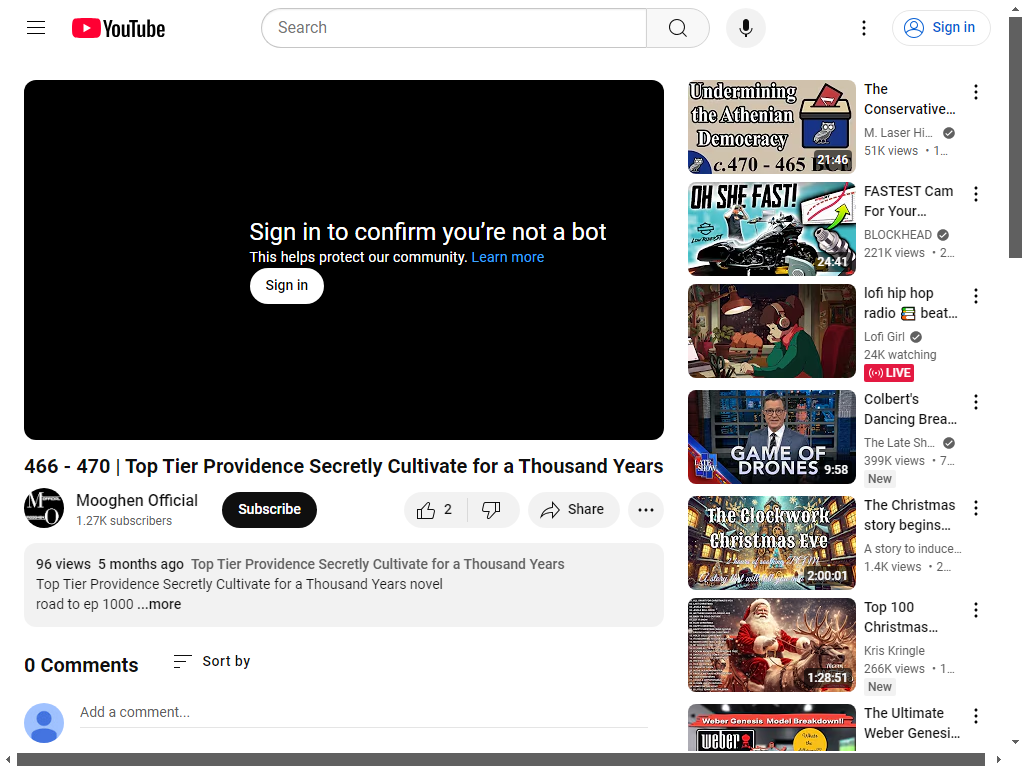 YouTube
Search
Sign in
Sign in to confirm you're not a bot
This helps protect our community. Learn more
Sign in
466 - 470 | Top Tier Providence Secretly Cultivate for a Thousand Years
Mooghen Official
1.27K subscribers
Subscribe
2
Share
96 views 5 months ago Top Tier Providence Secretly Cultivate for a Thousand Years
Top Tier Providence Secretly Cultivate for a Thousand Years novel
road to ep 1000 ...more
0 Comments
Sort by
Add a comment...
Undermining
the Athenian
Democracy
c.470 - 465 BCE
21:46
The
Conservative...
M. Laser Hi...
51K views • 1...
OH SHE FAST!
24:41
FASTEST Cam
For Your...
BLOCKHEAD
221K views • 2...
lofi hip hop
radio 📚 beat...
Lofi Girl
24K watching
LIVE
LATE SHOW
GAME OF
DRONES
9:58
Colbert's
Dancing Brea...
The Late Sh...
399K views • 7...
New
The Clockwork
Christmas Eve
2:00:01
The Christmas
story begins...
A story to induce...
1.4K views • 2...
1:28:51
Top 100
Christmas...
Kris Kringle
266K views • 1...
New
Weber Genesis Model Breakdown!!
weber
The Ultimate
Weber Genesi...